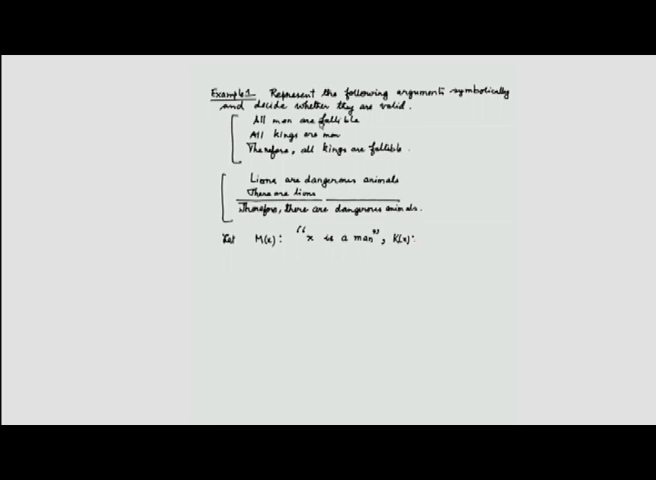 Example 1. Represent the following arguments symbolically
and decide whether they are valid.
All men are fallible
All kings are men
Therefore, all kings are fallible.
Lions are dangerous animals
There are lions
Therefore, there are dangerous animals.
Let M(x): "x is a man", K(x):